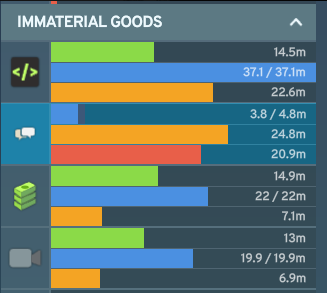 IMMATERIAL GOODS
</>
14.5m
37.1 / 37.1m
22.6m
3.8 / 4.8m
24.8m
20.9m
14.9m
22 / 22m
7.1m
13m
19.9 / 19.9m
6.9m